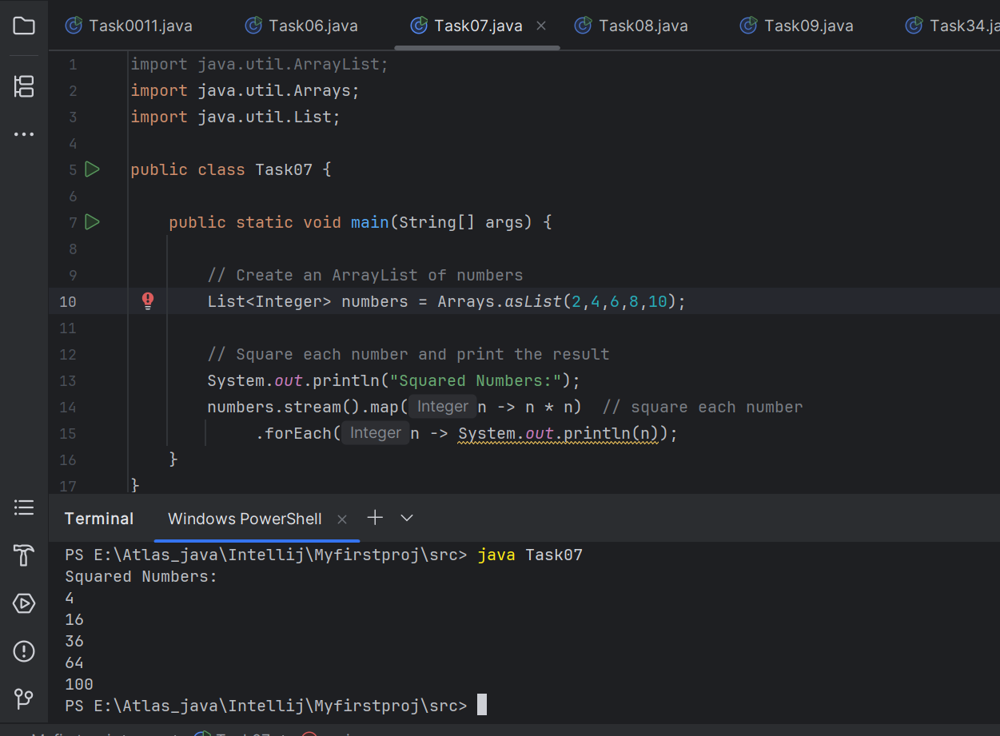 Task0011.java Task06.java Task07.java Task08.java Task09.java Task34.ja
1 import java.util.ArrayList;
2 import java.util.Arrays;
3 import java.util.List;
4
5 public class Task07 {
6
7 public static void main(String[] args) {
8
9 // Create an ArrayList of numbers
10 List<Integer> numbers = Arrays.asList(2,4,6,8,10);
11
12 // Square each number and print the result
13 System.out.println("Squared Numbers:");
14 numbers.stream().map( Integer n -> n * n)  // square each number
15 .forEach( Integer n -> System.out.println(n));
16 }
17 }
Terminal Windows PowerShell
PS E:\Atlas_java\Intellij\Myfirstproj\src> java Task07
Squared Numbers:
4
16
36
64
100
PS E:\Atlas_java\Intellij\Myfirstproj\src>